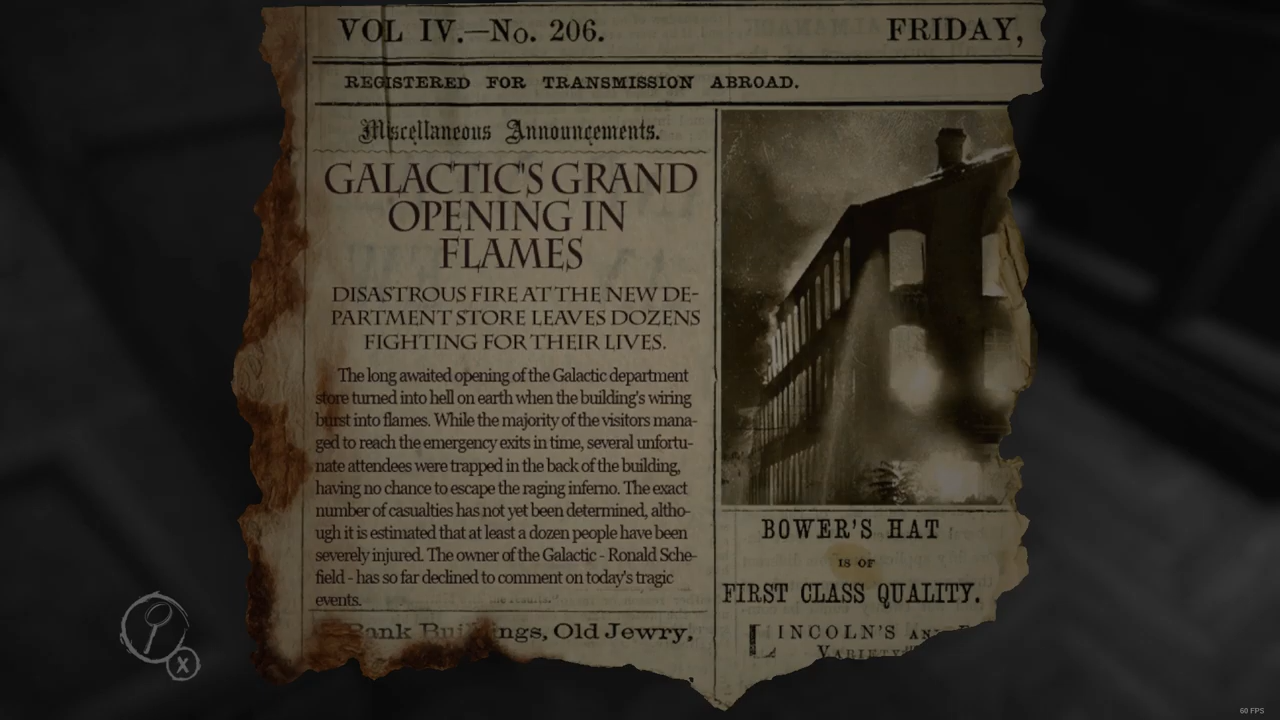 VOL IV.—No. 206.
FRIDAY,
REGISTERED FOR TRANSMISSION ABROAD.
Miscellaneous Announcements.
GALACTIC'S GRAND
OPENING IN
FLAMES
DISASTROUS FIRE AT THE NEW DE-
PARTMENT STORE LEAVES DOZENS
FIGHTING FOR THEIR LIVES.
The long awaited opening of the Galactic department
store turned into hell on earth when the building's wiring
burst into flames. While the majority of the visitors mana-
ged to reach the emergency exits in time, several unfortu-
nate attendees were trapped in the back of the building,
having no chance to escape the raging inferno. The exact
number of casualties has not yet been determined, altho-
ugh it is estimated that at least a dozen people have been
severely injured. The owner of the Galactic - Ronald Sche-
field - has so far declined to comment on today's tragic
events.
Bank Buildings, Old Jewry,
BOWER'S HAT
IS OF
FIRST CLASS QUALITY.
LINCOLN'S AND
VARIETY
X
60 FPS